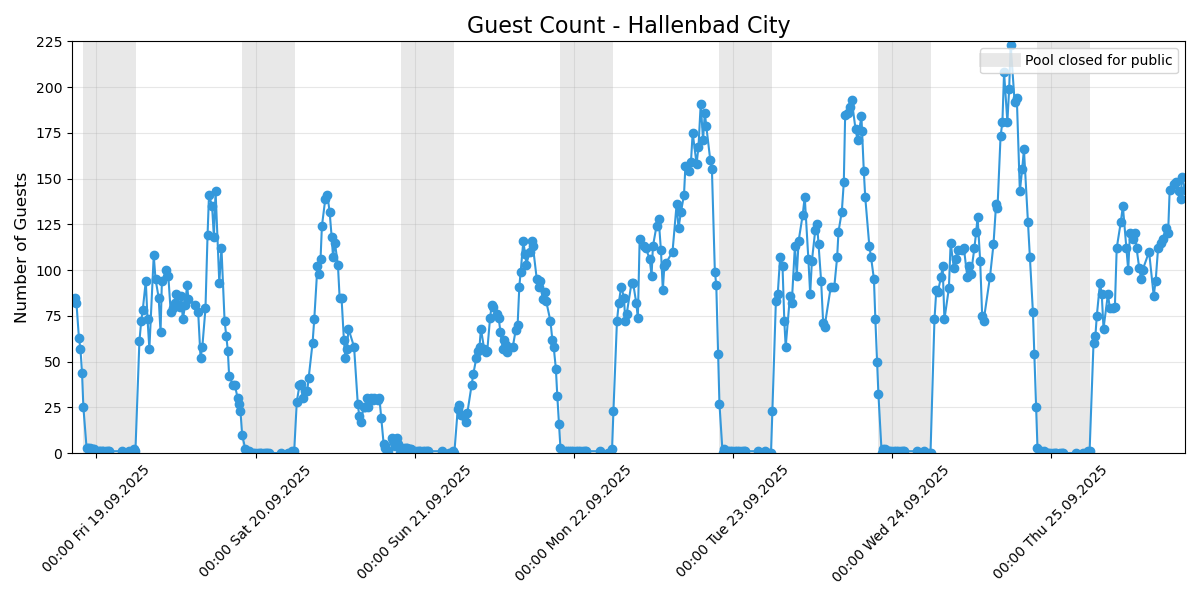 Guest Count - Hallenbad City
Number of Guests
225
200
175
150
125
100
75
50
25
0
Pool closed for public
00:00 Fri 19.09.2025
00:00 Sat 20.09.2025
00:00 Sun 21.09.2025
00:00 Mon 22.09.2025
00:00 Tue 23.09.2025
00:00 Wed 24.09.2025
00:00 Thu 25.09.2025